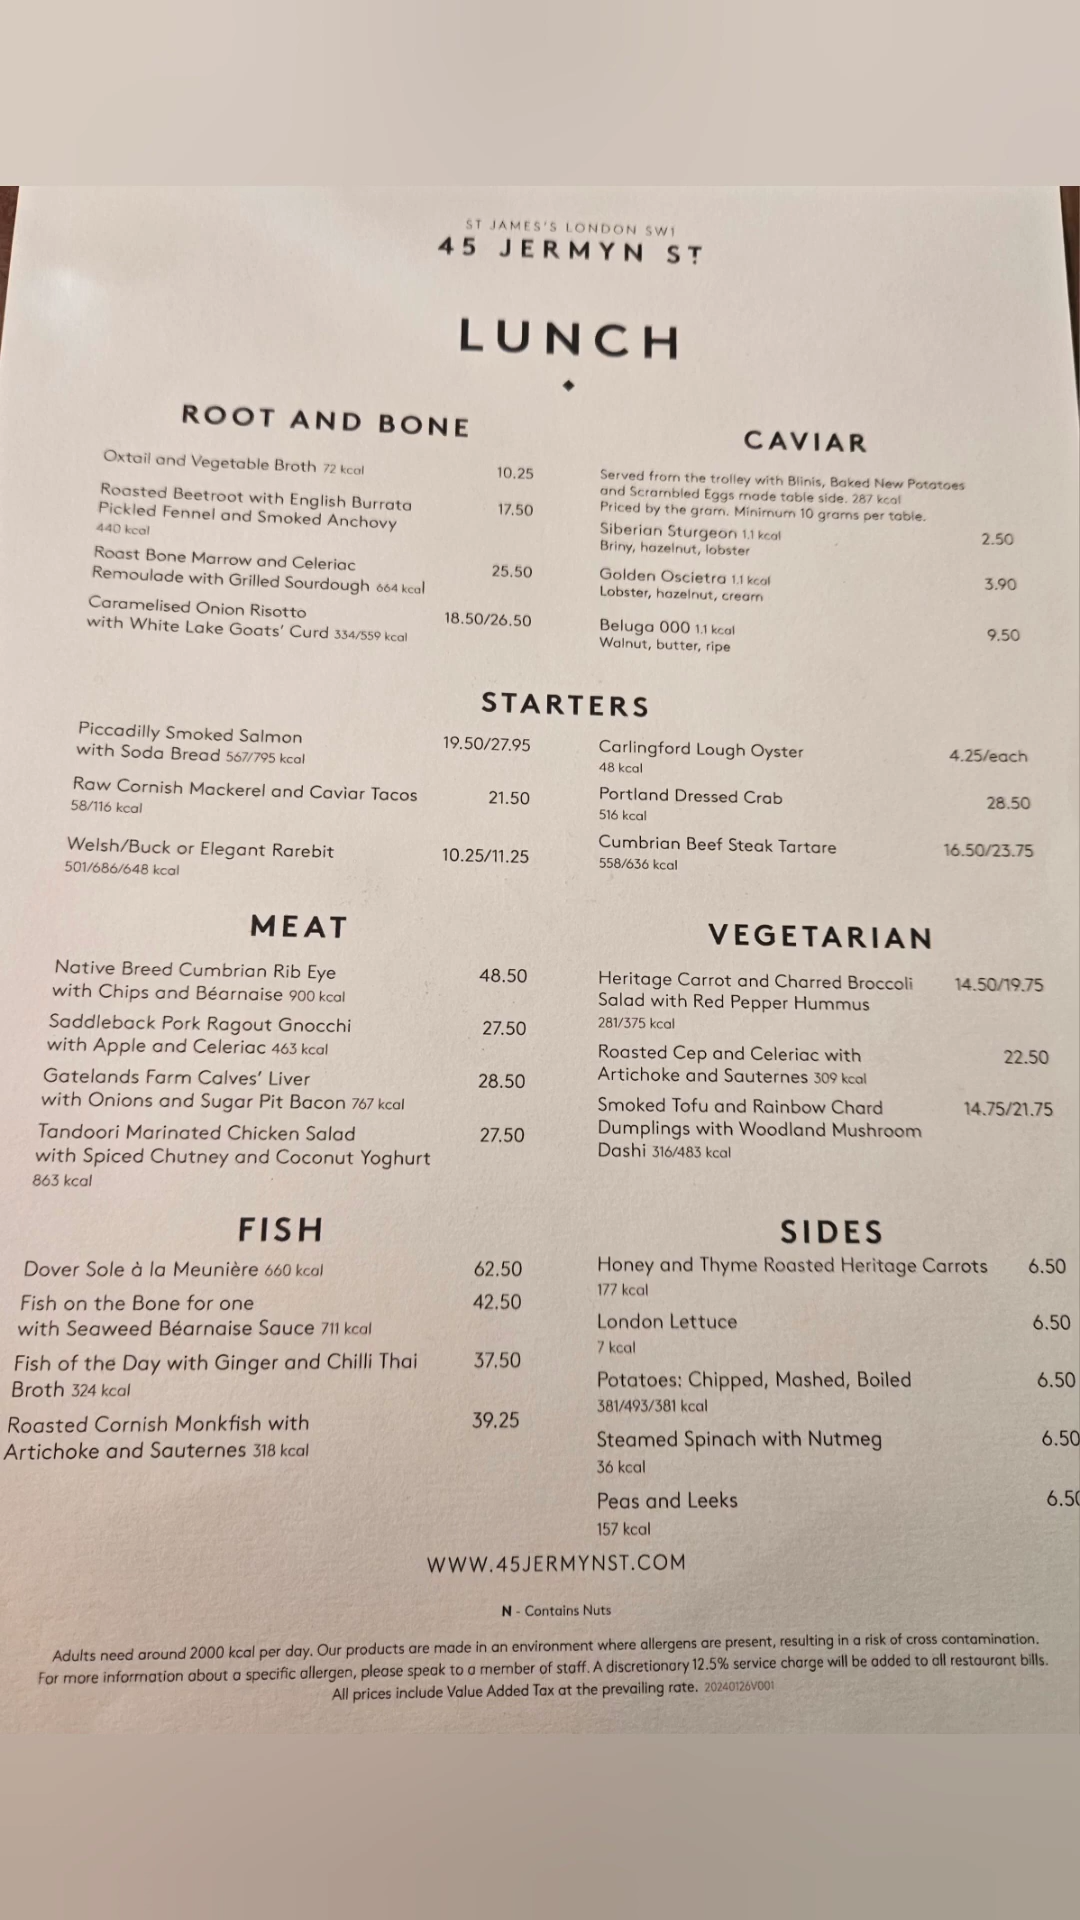 ST JAMES'S LONDON SW1
45 JERMYN ST
LUNCH
ROOT AND BONE
Oxtail and Vegetable Broth 72 kcal 10.25
Roasted Beetroot with English Burrata 17.50
Pickled Fennel and Smoked Anchovy
440 kcal
Roast Bone Marrow and Celeriac 25.50
Remoulade with Grilled Sourdough 664 kcal
Caramelised Onion Risotto 18.50/26.50
with White Lake Goats' Curd 334/559 kcal
CAVIAR
Served from the trolley with Blinis, Baked New Potatoes
and Scrambled Eggs made table side. 287 kcal
Priced by the gram. Minimum 10 grams per table.
Siberian Sturgeon 1.1 kcal 2.50
Briny, hazelnut, lobster
Golden Oscietra 1.1 kcal 3.90
Lobster, hazelnut, cream
Beluga 000 1.1 kcal 9.50
Walnut, butter, ripe
STARTERS
Piccadilly Smoked Salmon 19.50/27.95
with Soda Bread 567/795 kcal
Raw Cornish Mackerel and Caviar Tacos 21.50
58/116 kcal
Welsh/Buck or Elegant Rarebit 10.25/11.25
501/686/648 kcal
Carlingford Lough Oyster 4.25/each
48 kcal
Portland Dressed Crab 28.50
516 kcal
Cumbrian Beef Steak Tartare 16.50/23.75
558/636 kcal
MEAT
Native Breed Cumbrian Rib Eye 48.50
with Chips and Béarnaise 900 kcal
Saddleback Pork Ragout Gnocchi 27.50
with Apple and Celeriac 463 kcal
Gatelands Farm Calves' Liver 28.50
with Onions and Sugar Pit Bacon 767 kcal
Tandoori Marinated Chicken Salad 27.50
with Spiced Chutney and Coconut Yoghurt
863 kcal
VEGETARIAN
Heritage Carrot and Charred Broccoli 14.50/19.75
Salad with Red Pepper Hummus
281/375 kcal
Roasted Cep and Celeriac with 22.50
Artichoke and Sauternes 309 kcal
Smoked Tofu and Rainbow Chard 14.75/21.75
Dumplings with Woodland Mushroom
Dashi 316/483 kcal
FISH
Dover Sole à la Meunière 660 kcal 62.50
Fish on the Bone for one 42.50
with Seaweed Béarnaise Sauce 711 kcal
Fish of the Day with Ginger and Chilli Thai 37.50
Broth 324 kcal
Roasted Cornish Monkfish with 39.25
Artichoke and Sauternes 318 kcal
SIDES
Honey and Thyme Roasted Heritage Carrots 6.50
177 kcal
London Lettuce 6.50
7 kcal
Potatoes: Chipped, Mashed, Boiled 6.50
381/493/381 kcal
Steamed Spinach with Nutmeg 6.50
36 kcal
Peas and Leeks 6.50
157 kcal
WWW.45JERMYNST.COM
N - Contains Nuts
Adults need around 2000 kcal per day. Our products are made in an environment where allergens are present, resulting in a risk of cross contamination.
For more information about a specific allergen, please speak to a member of staff. A discretionary 12.5% service charge will be added to all restaurant bills.
All prices include Value Added Tax at the prevailing rate. 20240126V001